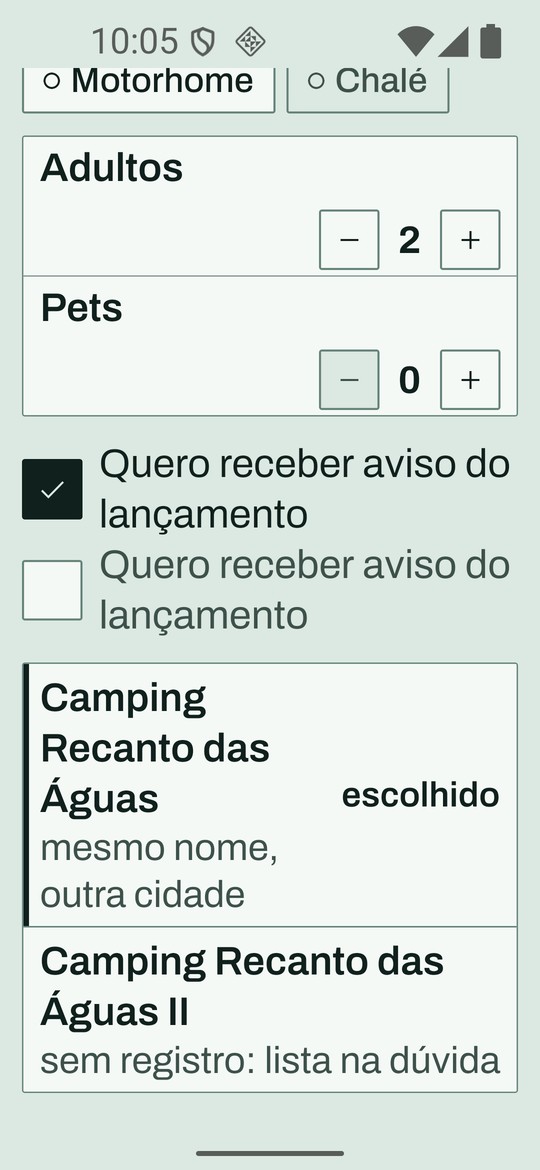 10:05
Motorhome
Chalé
Adultos
− 2 +
Pets
− 0 +
Quero receber aviso do
lançamento
Quero receber aviso do
lançamento
Camping
Recanto das
Águas
escolhido
mesmo nome,
outra cidade
Camping Recanto das
Águas II
sem registro: lista na dúvida